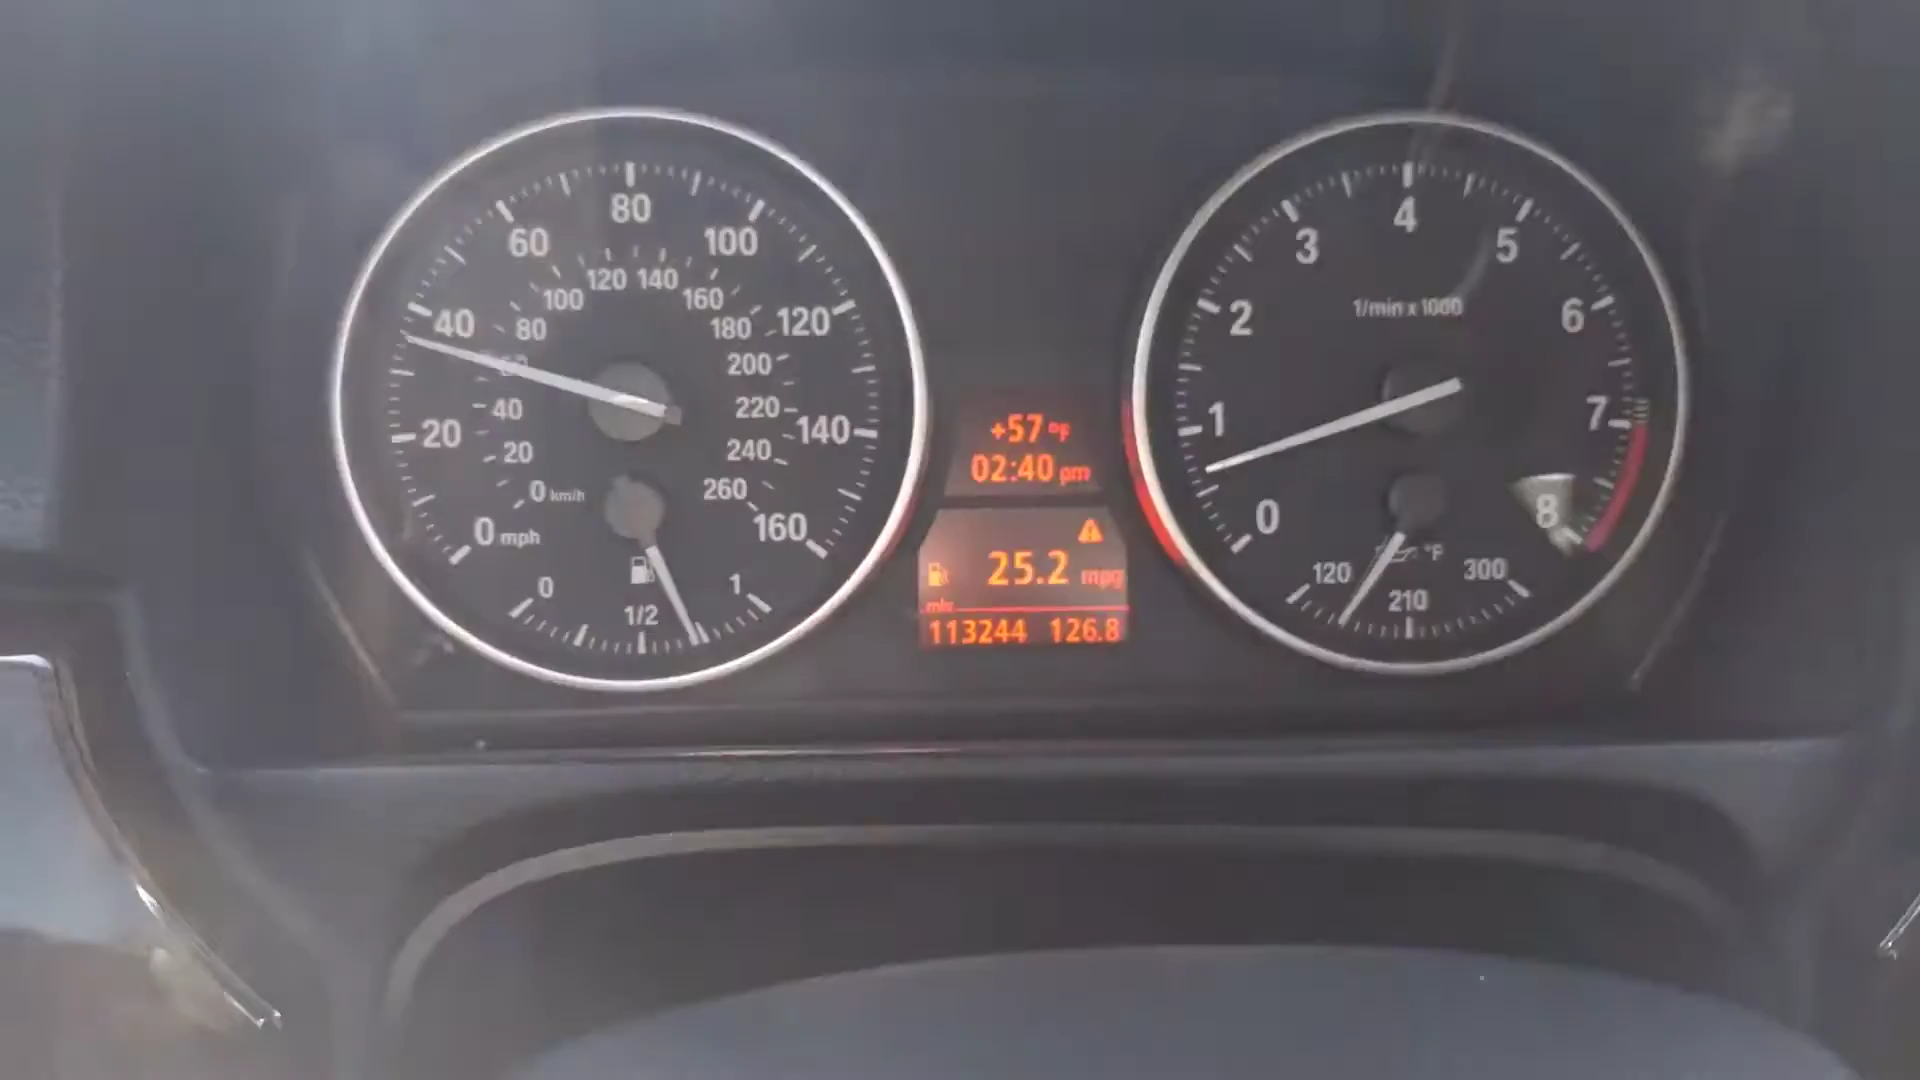 80
60 100
120 140
100 160
40 80 180 120
60 200
40 220
20 140
20 240
0 km/h 260
0 mph 160
0 1
1/2
+57 °F
02:40 pm
25.2 mpg
mls
113244 126.8
4
3 5
1/min x 1000
2 6
1 7
0 8
°F
120 300
210